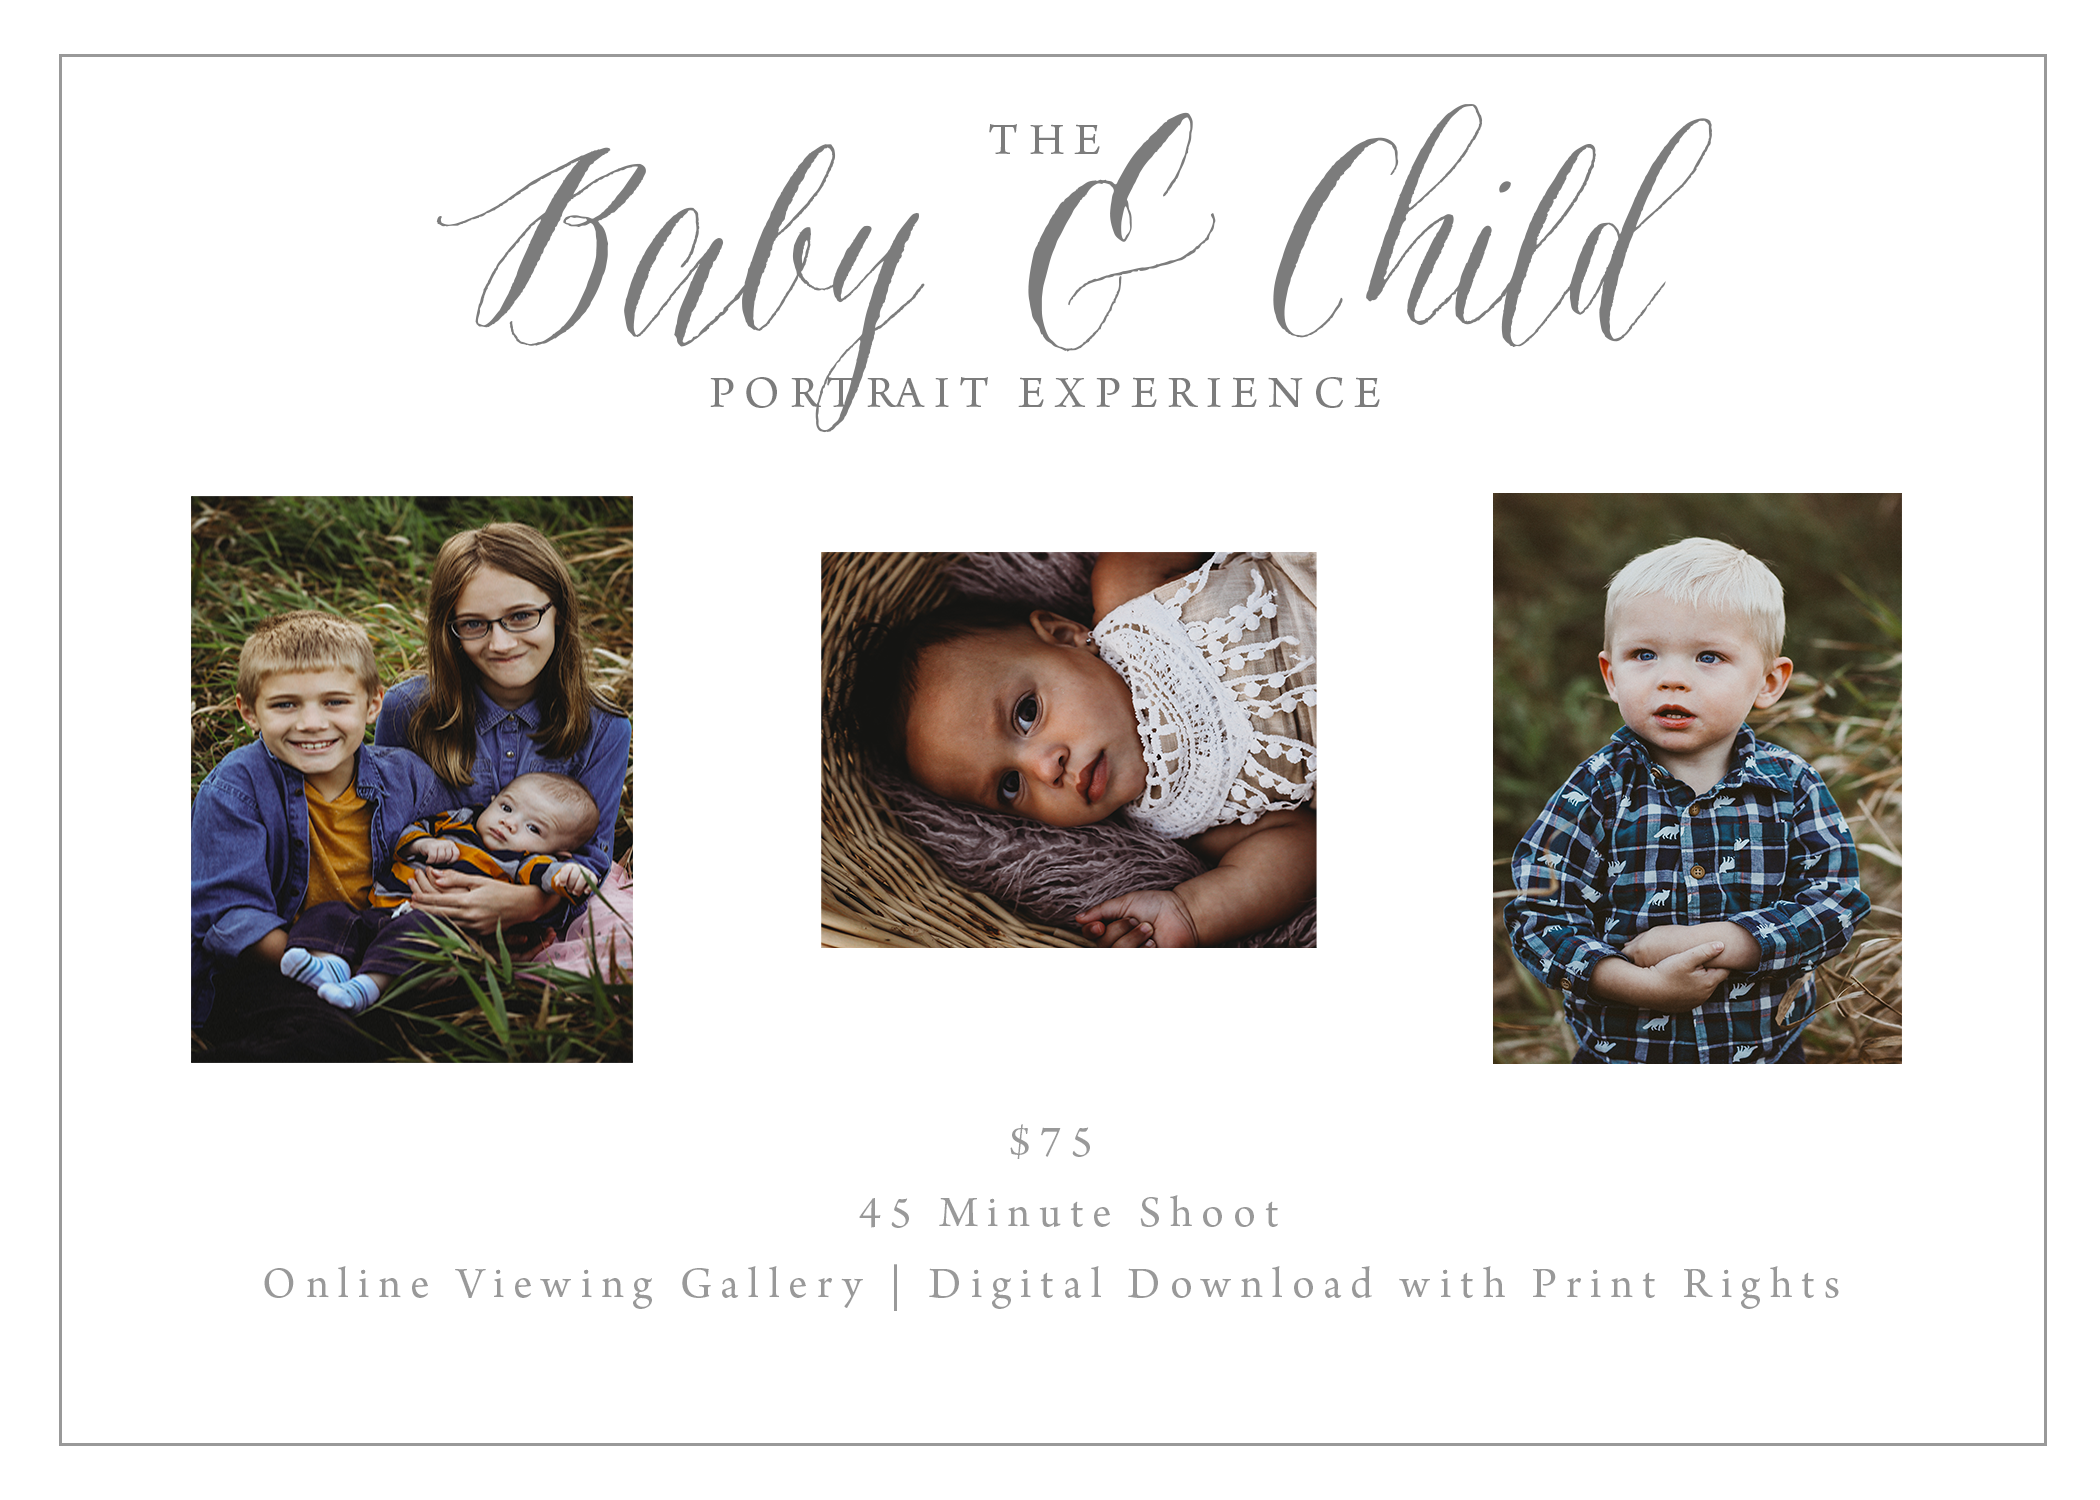 THE
Baby & Child
PORTRAIT EXPERIENCE
$75
45 Minute Shoot
Online Viewing Gallery | Digital Download with Print Rights